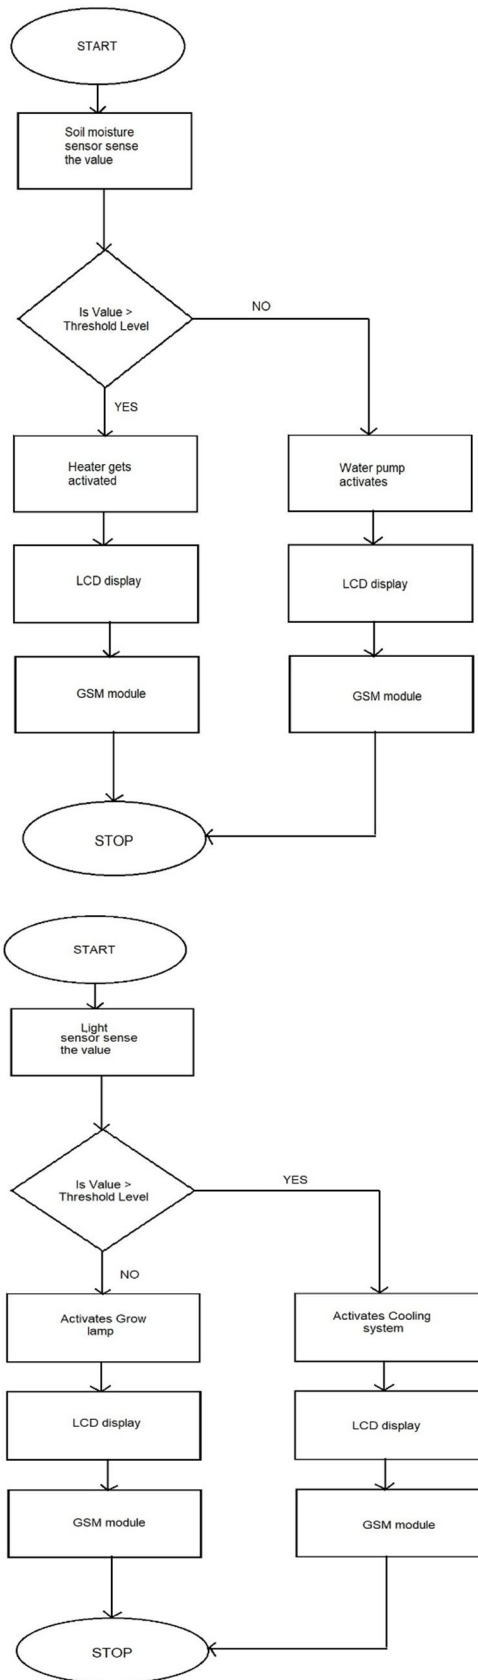 START
Soil moisture
sensor sense
the value
Is Value >
Threshold Level
NO
YES
Heater gets
activated
Water pump
activates
LCD display
LCD display
GSM module
GSM module
STOP
START
Light
sensor sense
the value
Is Value >
Threshold Level
YES
NO
Activates Grow
lamp
Activates Cooling
system
LCD display
LCD display
GSM module
GSM module
STOP